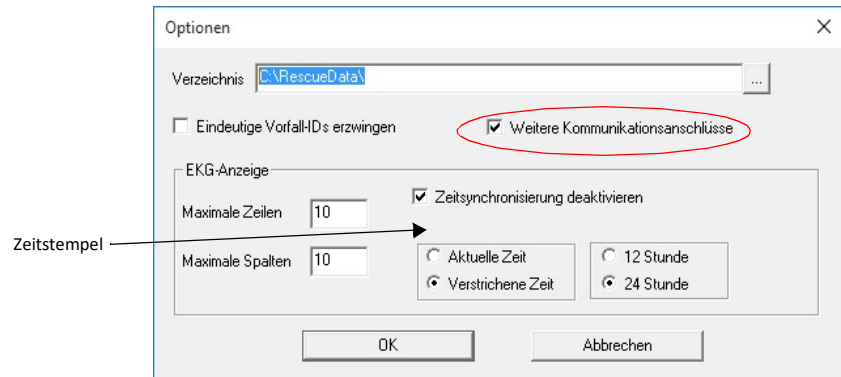 Optionen
Verzeichnis C:\RescueData\ ...
Eindeutige Vorfall-IDs erzwingen
Weitere Kommunikationsanschlüsse
EKG-Anzeige
Maximale Zeilen 10
Zeitsynchronisierung deaktivieren
Zeitstempel
Maximale Spalten 10
Aktuelle Zeit
Verstrichene Zeit
12 Stunde
24 Stunde
OK
Abbrechen